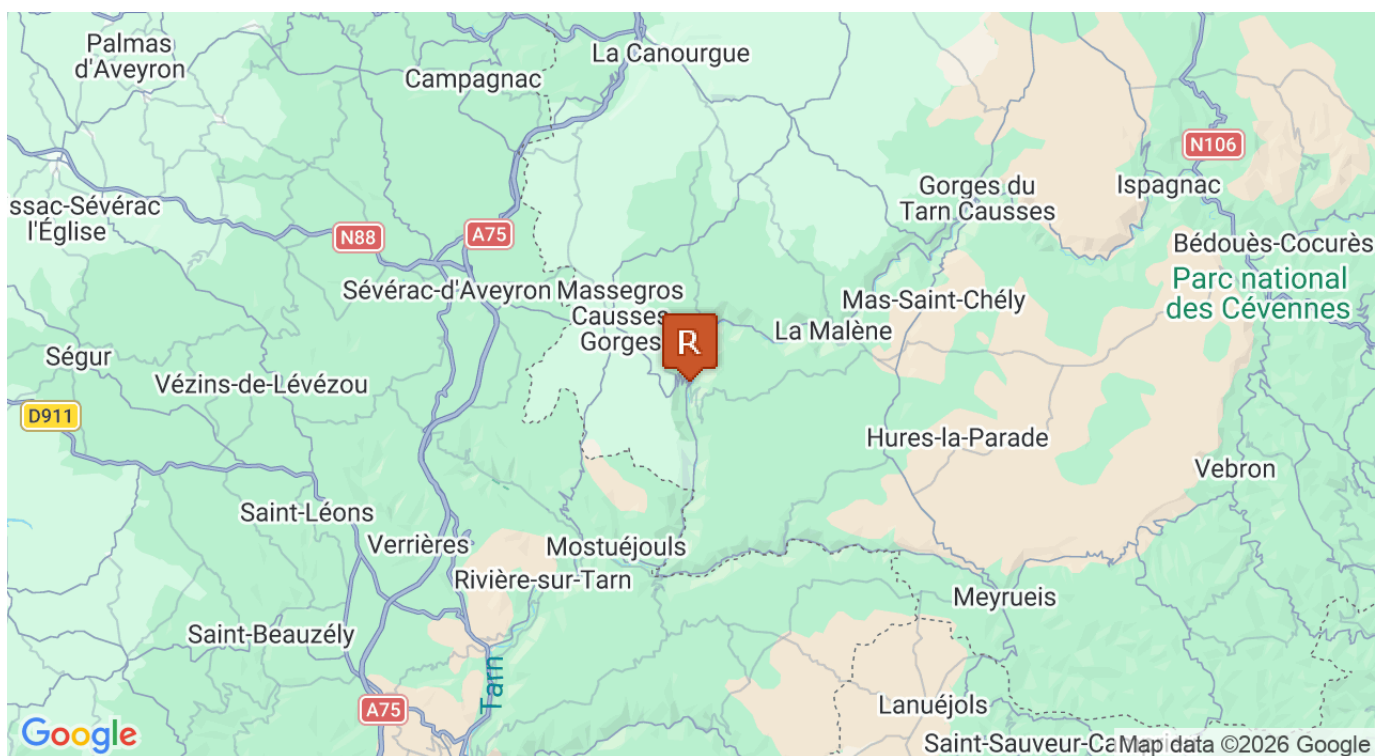 Palmas
d'Aveyron
La Canourgue
Campagnac
N106
Gorges du
Tarn Causses
Ispagnac
ssac-Sévérac
l'Église
N88
A75
Bédouès-Cocurès
Parc national
des Cévennes
Sévérac-d'Aveyron
Massegros
Causses
Gorges
Mas-Saint-Chély
La Malène
R
Ségur
Vézins-de-Lévézou
D911
Hures-la-Parade
Vebron
Saint-Léons
Verrières
Mostuéjouls
Rivière-sur-Tarn
Meyrueis
Saint-Beauzély
Tarn
A75
Lanuéjols
Google
Saint-Sauveur-Ca
Map data ©2026 Google